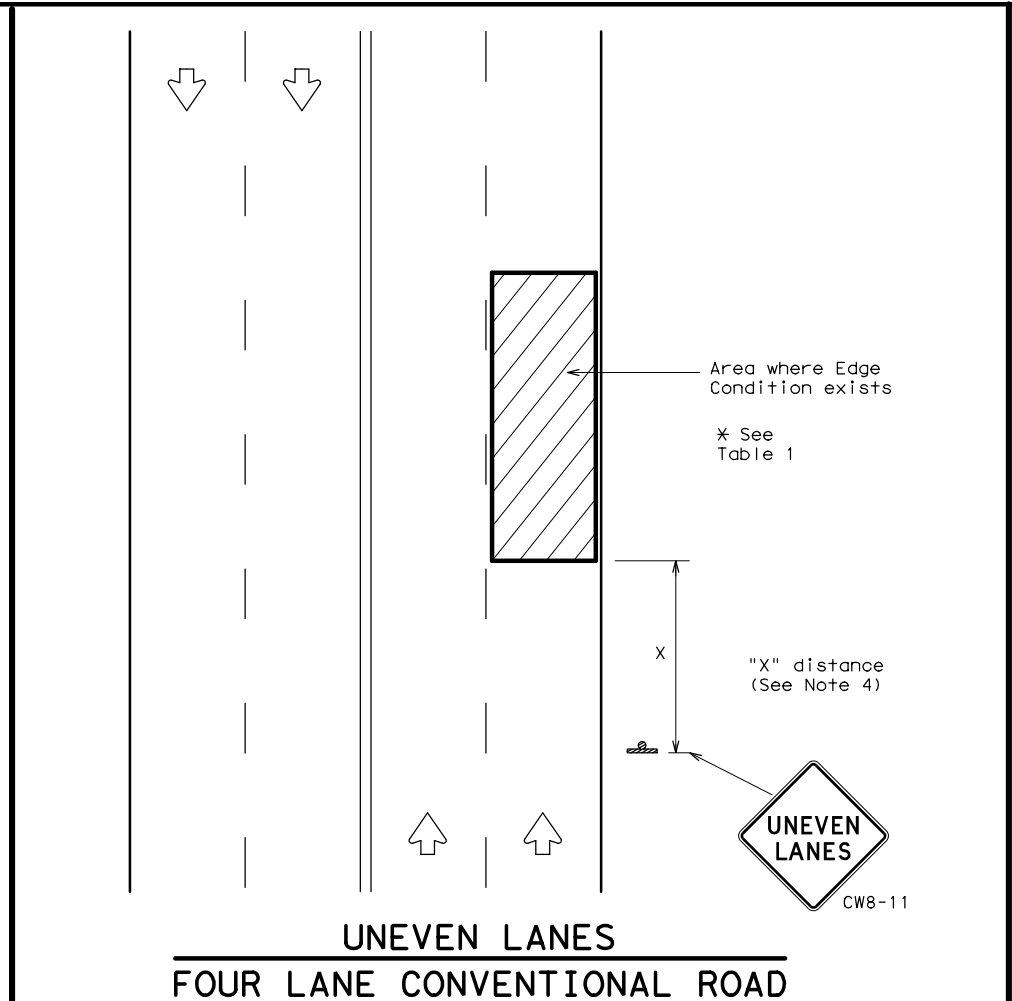 Area where Edge
Condition exists
* See
Table 1
X
"X" distance
(See Note 4)
UNEVEN
LANES
CW8-11
UNEVEN LANES
FOUR LANE CONVENTIONAL ROAD